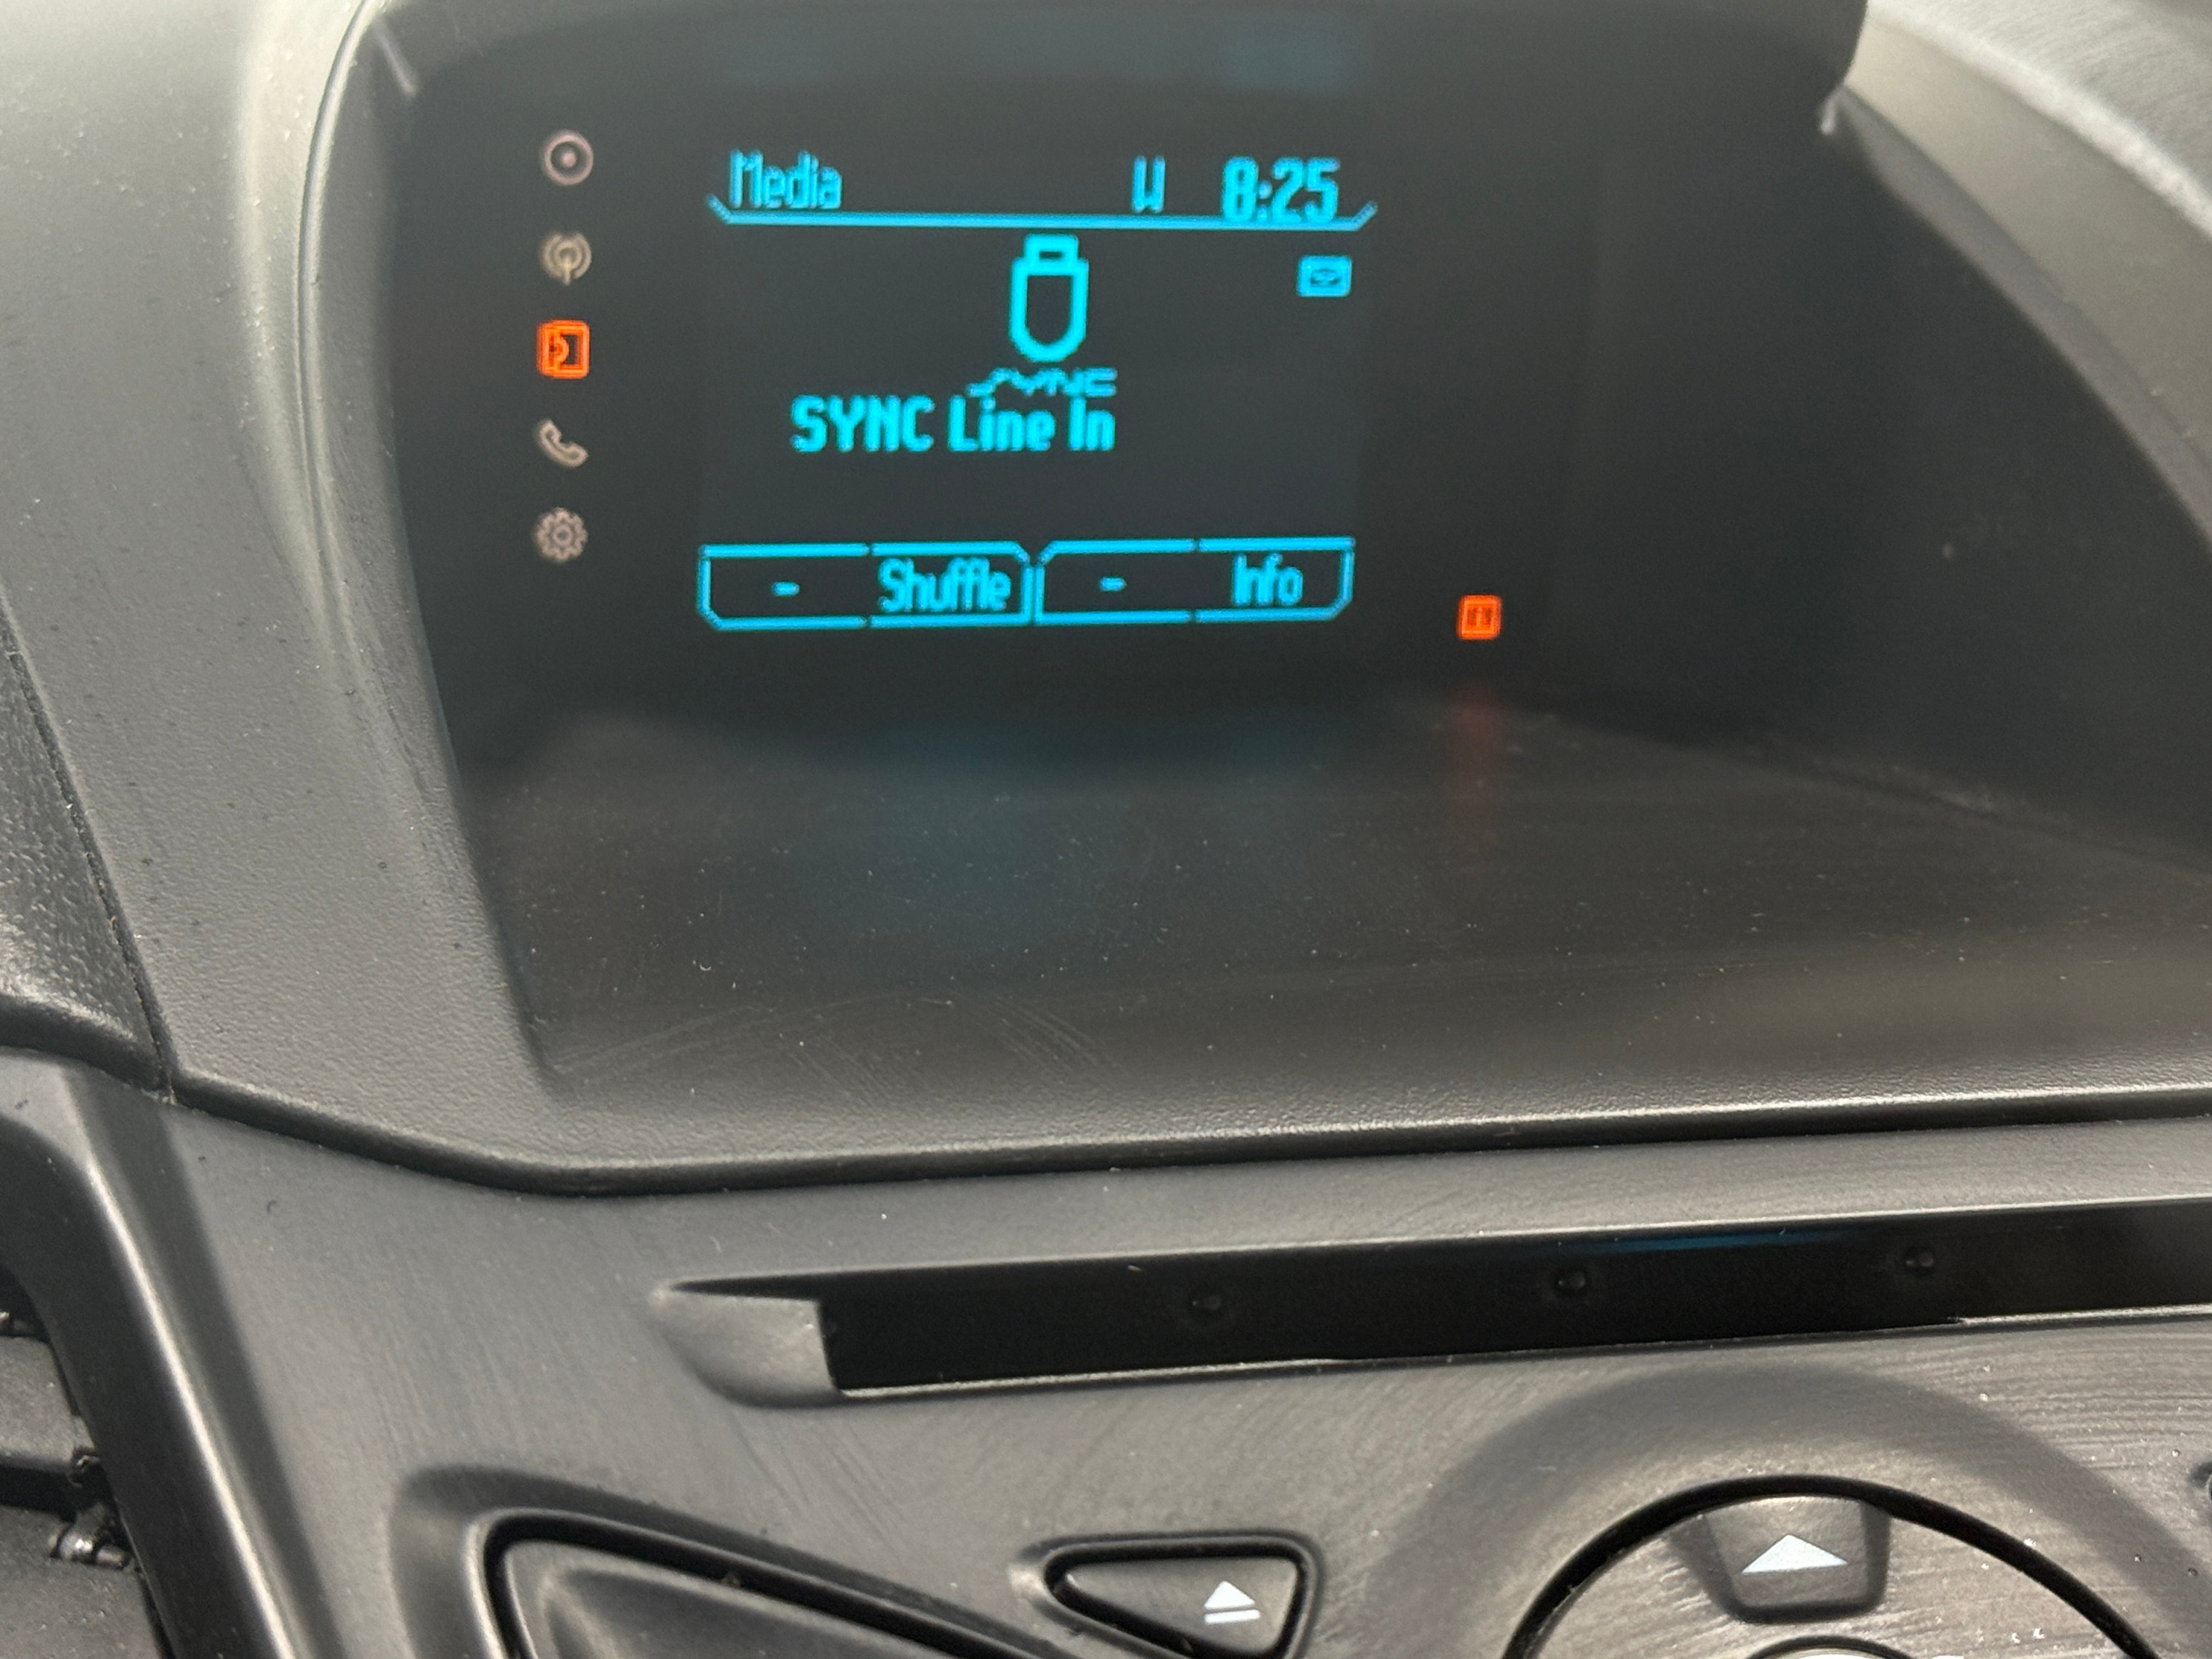 Media W 8:25
SYNC
SYNC Line In
- Shuffle - Info